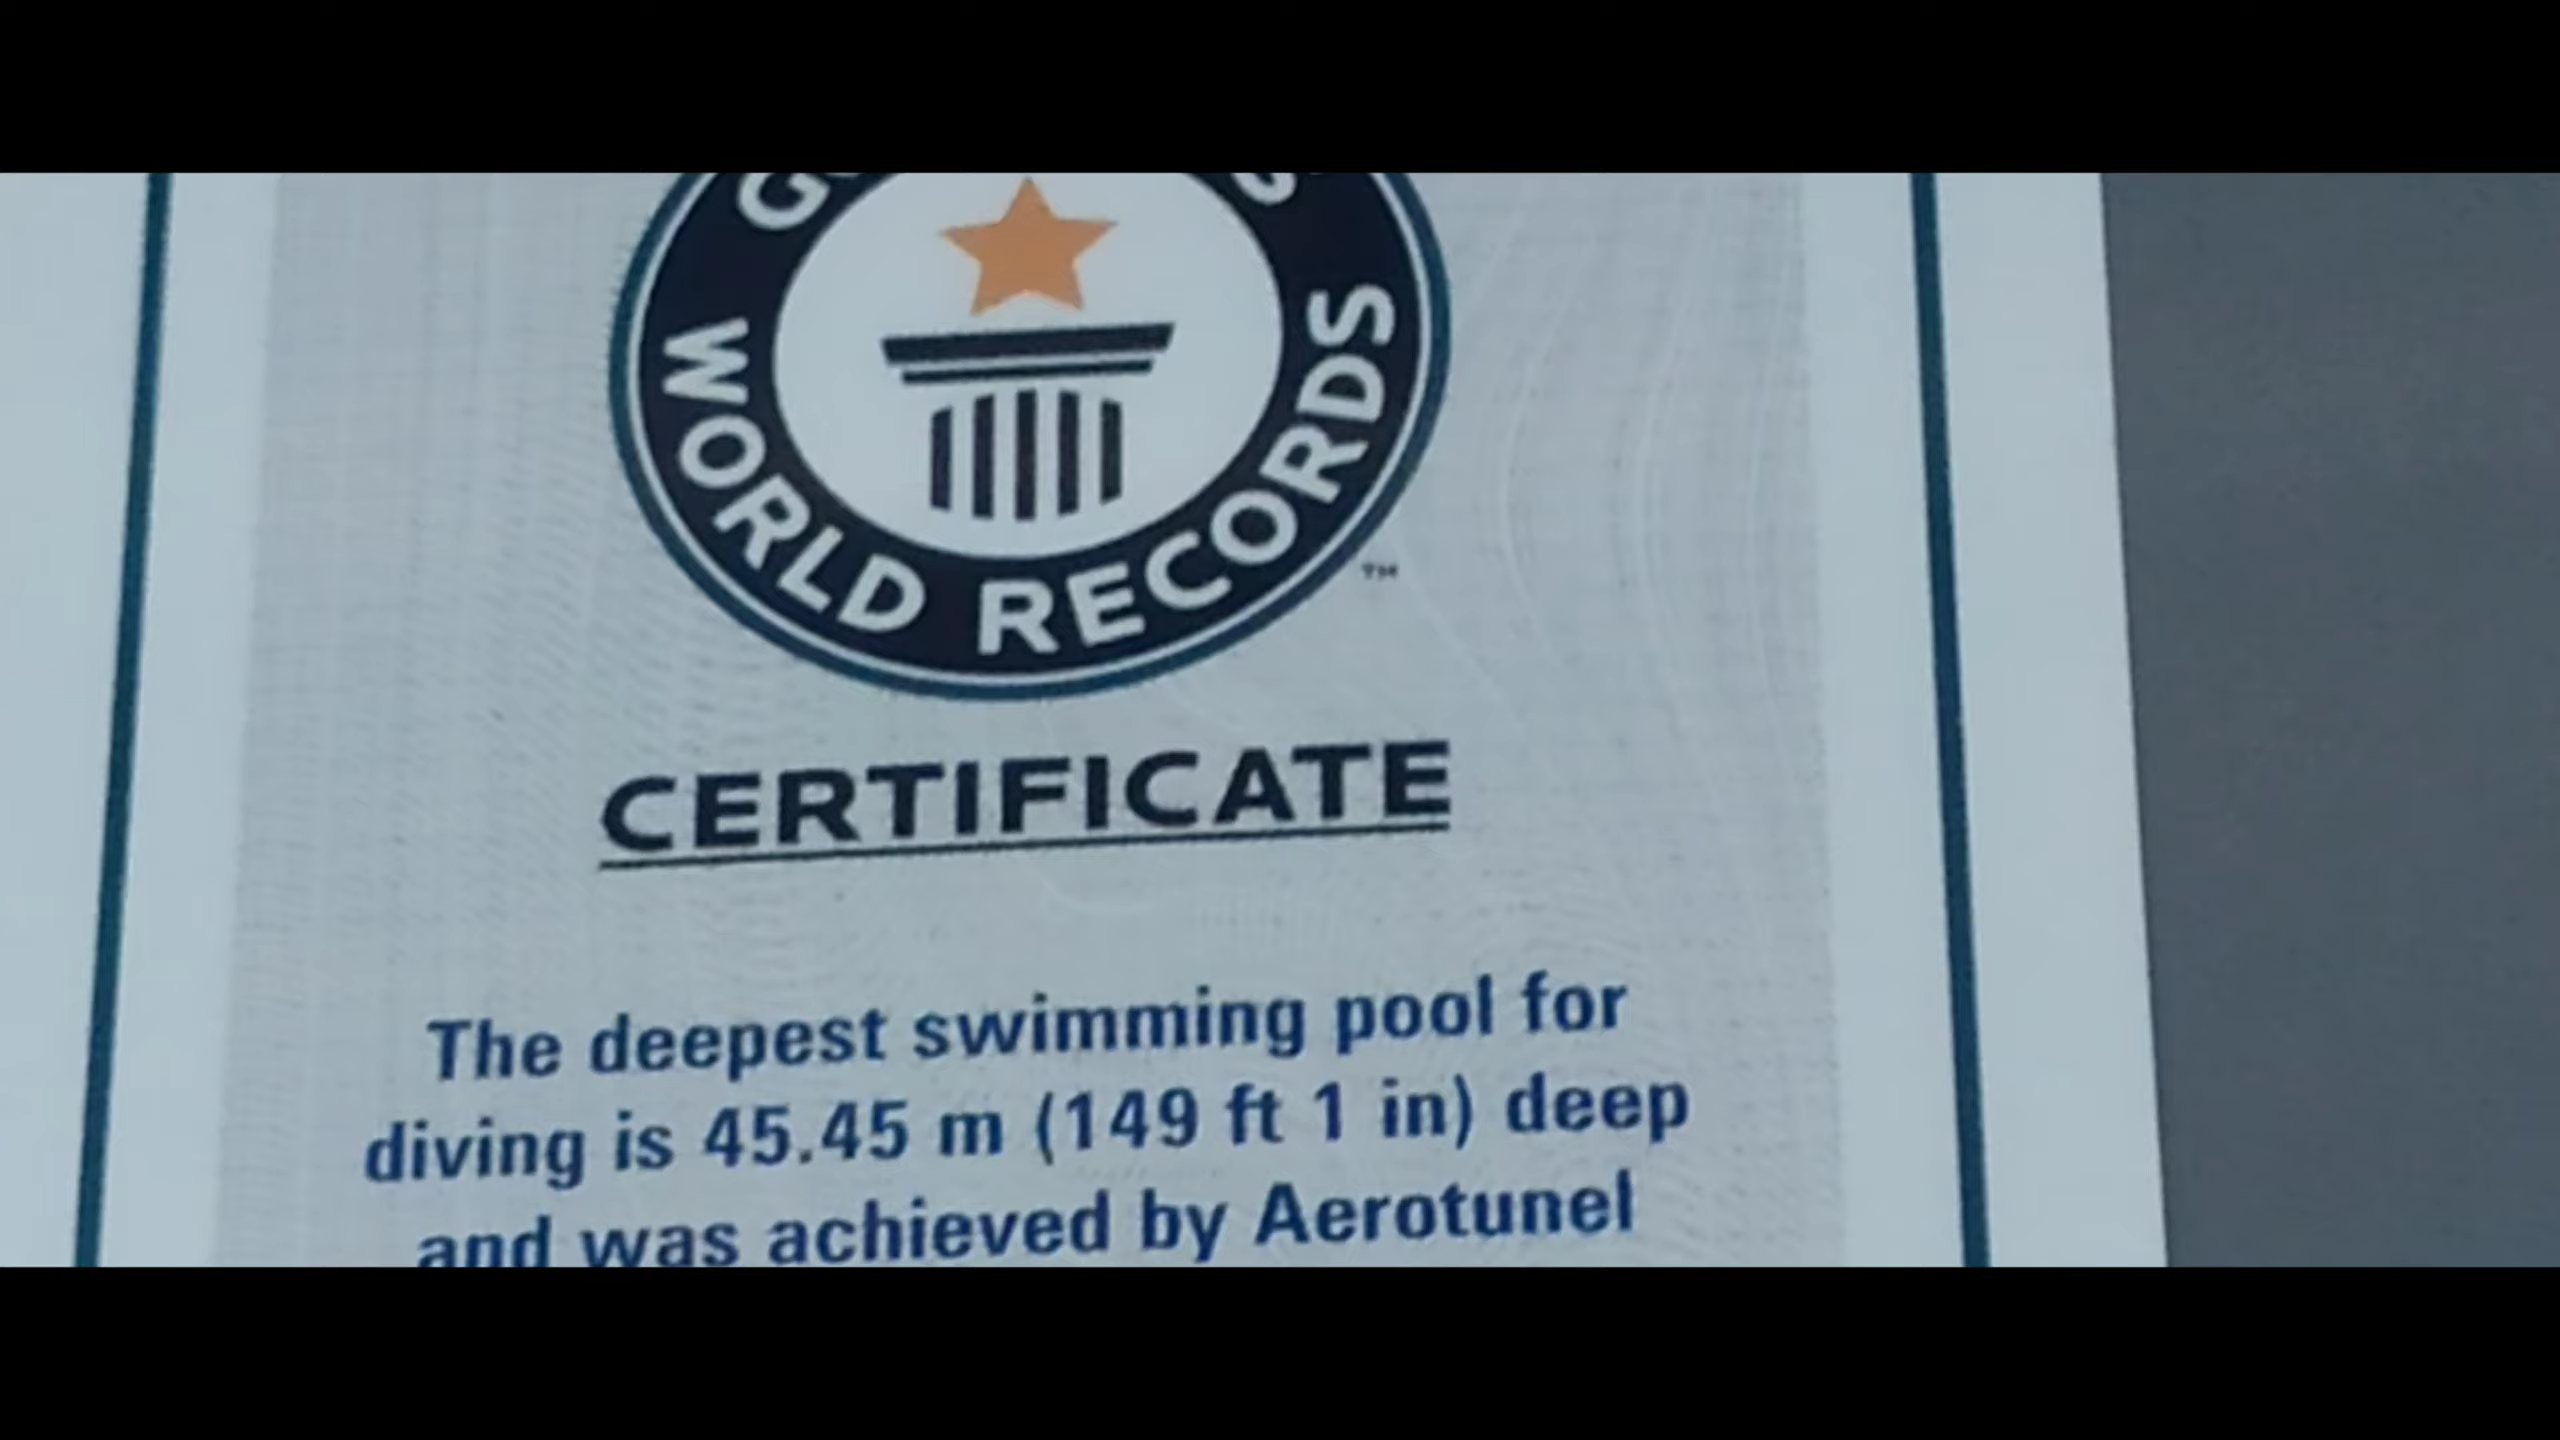 WORLD RECORDS
TM
CERTIFICATE
The deepest swimming pool for
diving is 45.45 m (149 ft 1 in) deep
and was achieved by Aerotunel